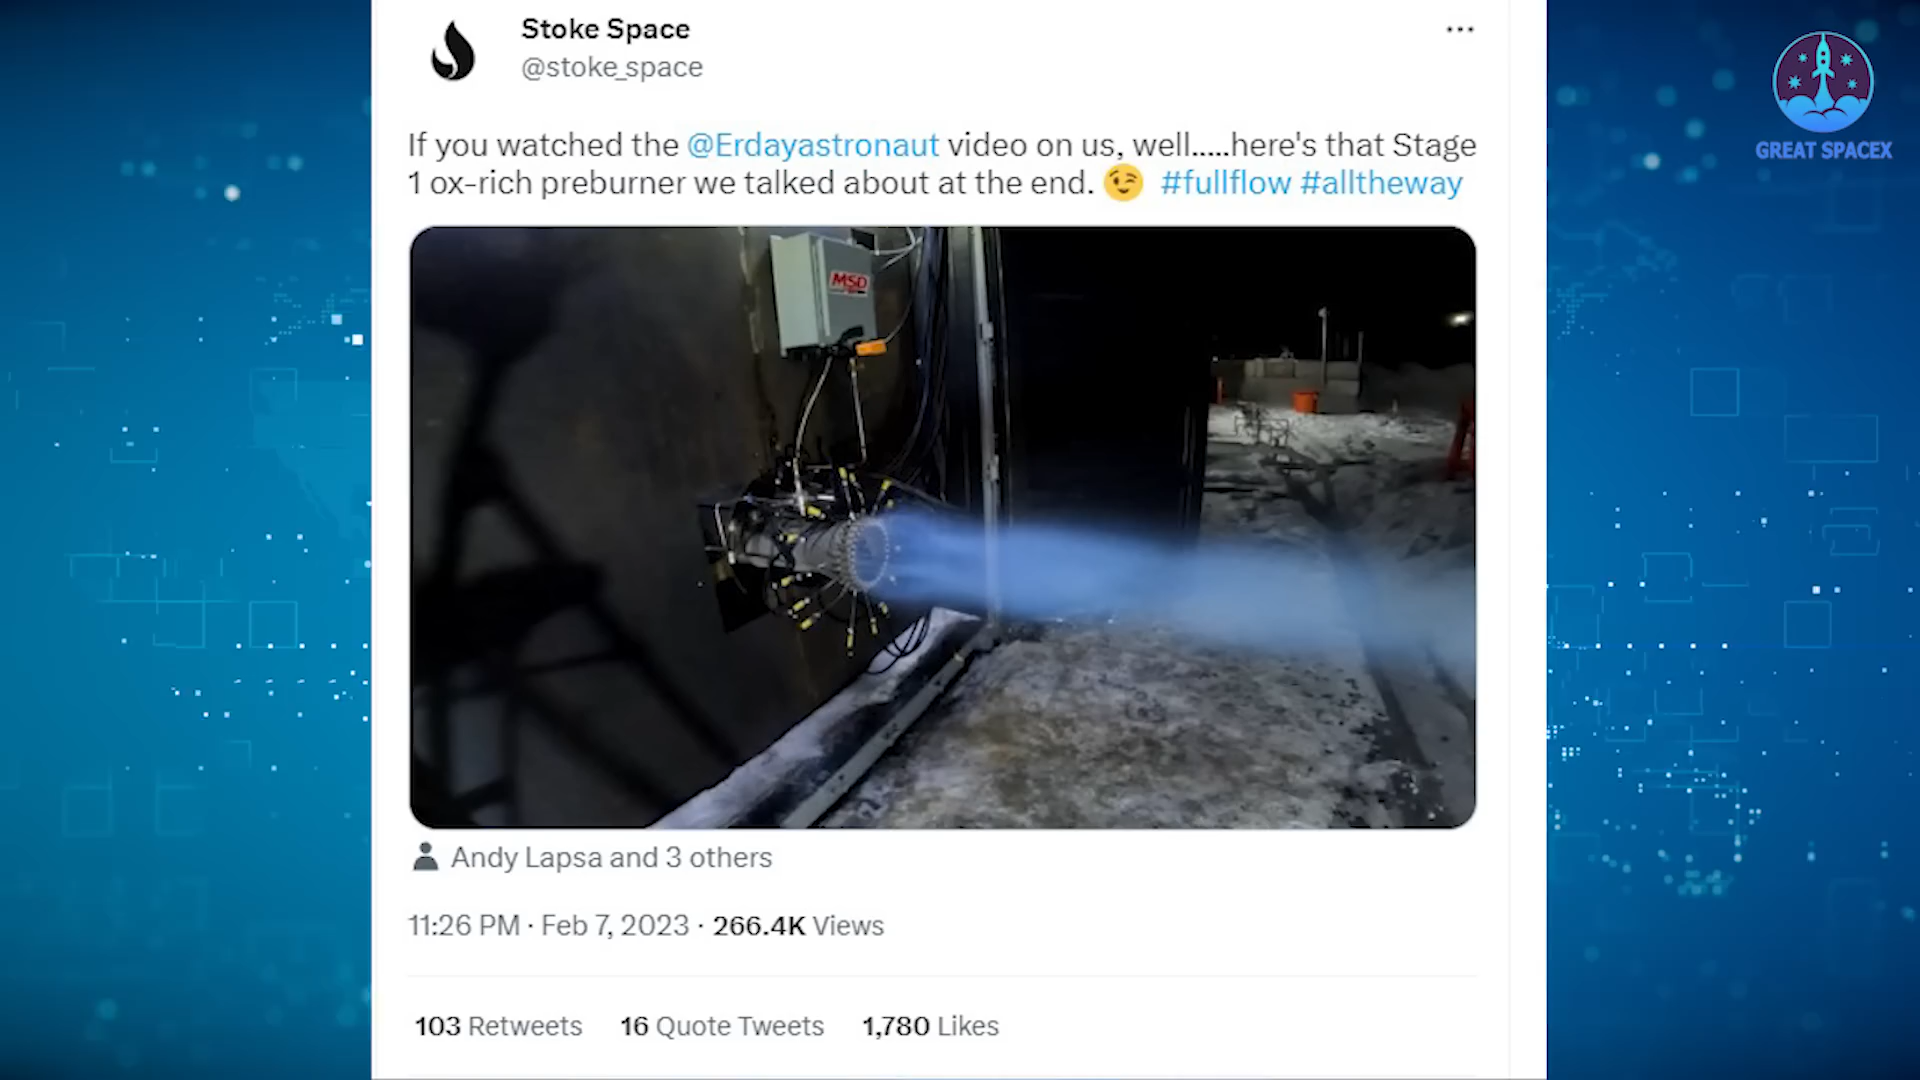 Stoke Space
@stoke_space
GREAT SPACEX
If you watched the @Erdayastronaut video on us, well.....here's that Stage
1 ox-rich preburner we talked about at the end. 😉 #fullflow #alltheway
MSD
Andy Lapsa and 3 others
11:26 PM · Feb 7, 2023 · 266.4K Views
103 Retweets 16 Quote Tweets 1,780 Likes